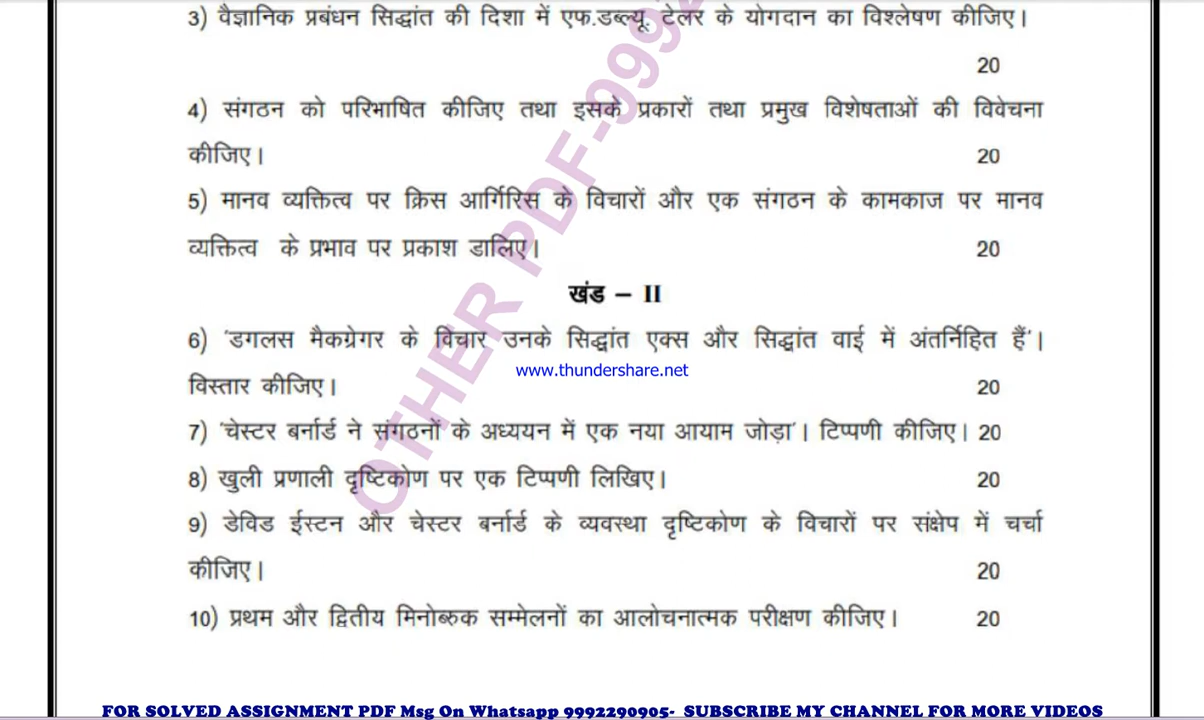 3) वैज्ञानिक प्रबंधन सिद्धांत की दिशा में एफ.डब्ल्यू. टेलर के योगदान का विश्लेषण कीजिए।
20
4) संगठन को परिभाषित कीजिए तथा इसके प्रकारों तथा प्रमुख विशेषताओं की विवेचना
कीजिए। 20
5) मानव व्यक्तित्व पर क्रिस आर्गिरिस के विचारों और एक संगठन के कामकाज पर मानव
व्यक्तित्व के प्रभाव पर प्रकाश डालिए। 20
खंड – II
6) 'डगलस मैकग्रेगर के विचार उनके सिद्धांत एक्स और सिद्धांत वाई में अंतर्निहित हैं'।
www.thundershare.net
विस्तार कीजिए। 20
7) 'चेस्टर बर्नार्ड ने संगठनों के अध्ययन में एक नया आयाम जोड़ा'। टिप्पणी कीजिए। 20
8) खुली प्रणाली दृष्टिकोण पर एक टिप्पणी लिखिए। 20
9) डेविड ईस्टन और चेस्टर बर्नार्ड के व्यवस्था दृष्टिकोण के विचारों पर संक्षेप में चर्चा
कीजिए। 20
10) प्रथम और द्वितीय मिनोब्रुक सम्मेलनों का आलोचनात्मक परीक्षण कीजिए। 20
OTHER PDF-9992
FOR SOLVED ASSIGNMENT PDF Msg On Whatsapp 9992290905- SUBSCRIBE MY CHANNEL FOR MORE VIDEOS